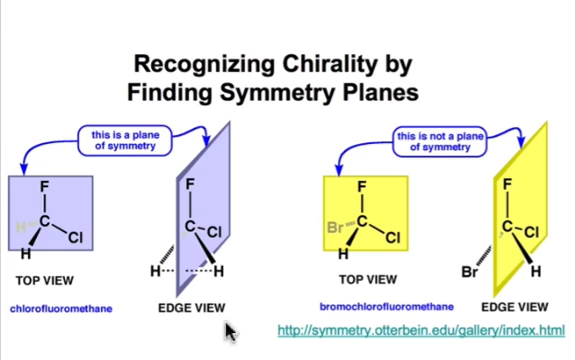 Recognizing Chirality by
Finding Symmetry Planes
this is a plane
of symmetry
this is not a plane
of symmetry
F
H C
Cl
H
TOP VIEW
chlorofluoromethane
F
C Cl
H H
EDGE VIEW
F
Br C
Cl
H
TOP VIEW
bromochlorofluoromethane
F
C Cl
Br H
EDGE VIEW
http://symmetry.otterbein.edu/gallery/index.html